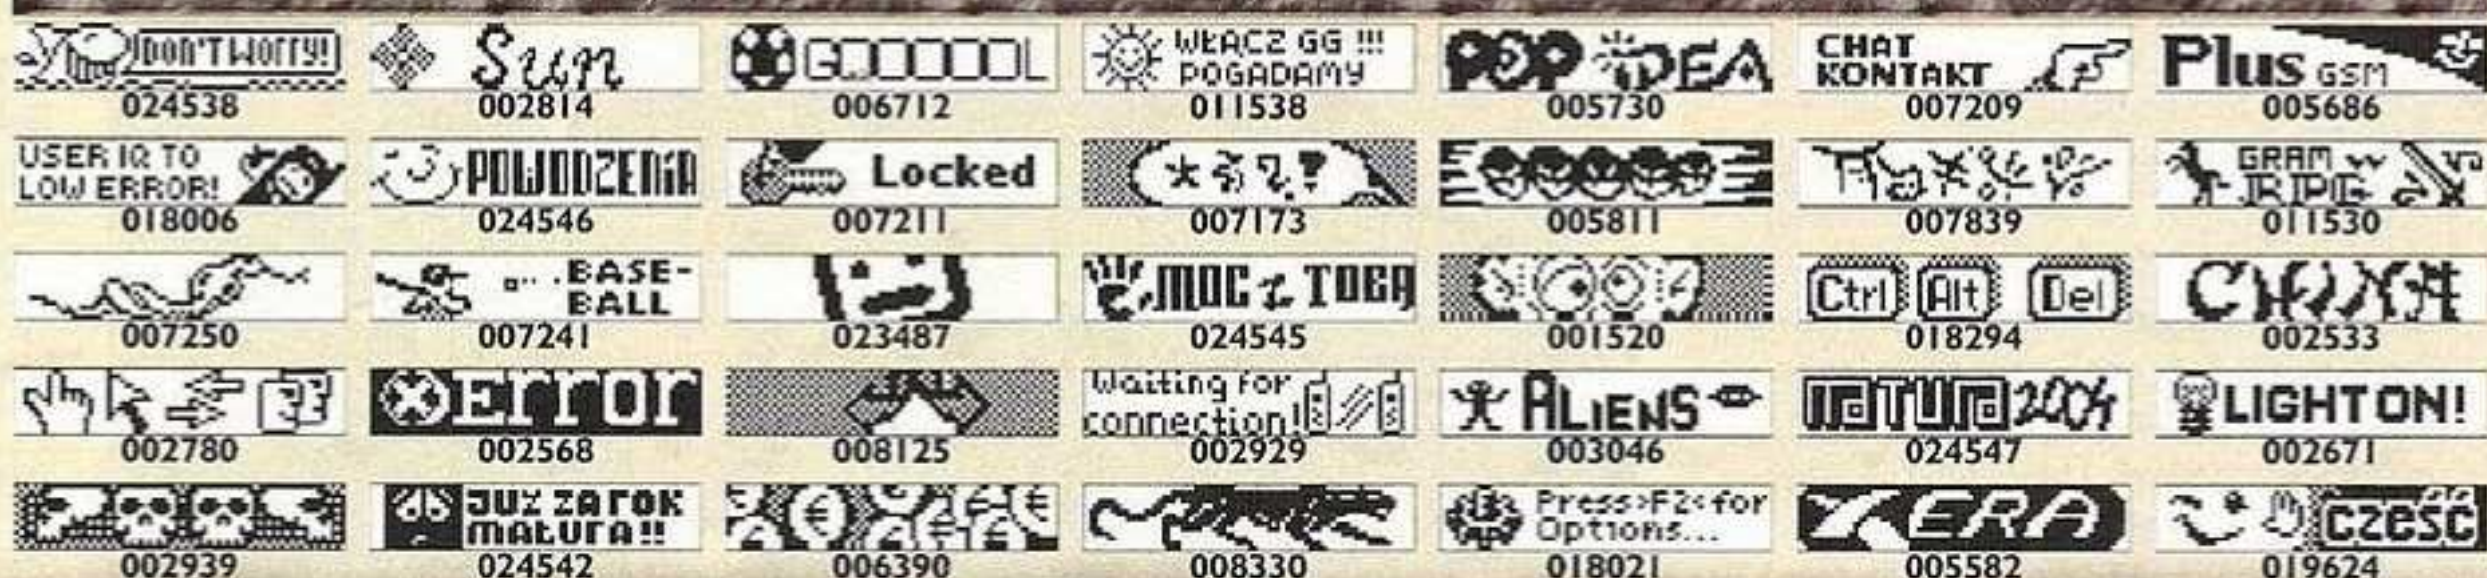 DON'T WORRY!
024538
Sun
002814
GOOOOOOL
006712
WŁĄCZ GG !!!
POGADAMY
011538
POP iDEA
005730
CHAT
KONTAKT
007209
Plus GSM
005686
USER IQ TO
LOW ERROR!
018006
POWODZENIA
024546
Locked
007211
*&?!?
007173
005811
007839
GRAM
011530
007250
BASE-
BALL
007241
023487
MOC z TOBĄ
024545
001520
Ctrl Alt Del
018294
002533
002780
Error
002568
008125
Waiting for
connection!
002929
ALIENS
003046
MATURA 2004
024547
LIGHT ON!
002671
002939
JUŻ ZA ROK
MATURA!!
024542
€ €
006390
008330
Press>F2<for
Options...
018021
ERA
005582
CZEŚĆ
019624